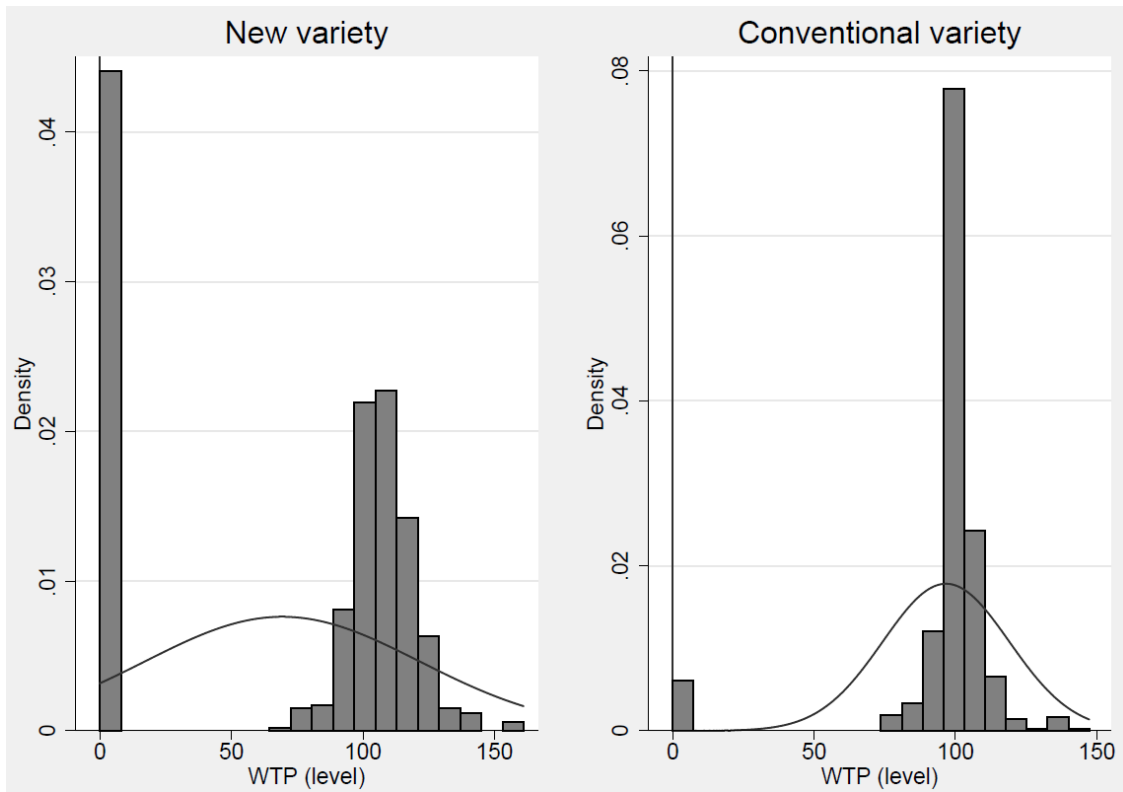 New variety
.04
.03
.02
.01
0
Density
0 50 100 150
WTP (level)
Conventional variety
.08
.06
.04
.02
0
Density
0 50 100 150
WTP (level)